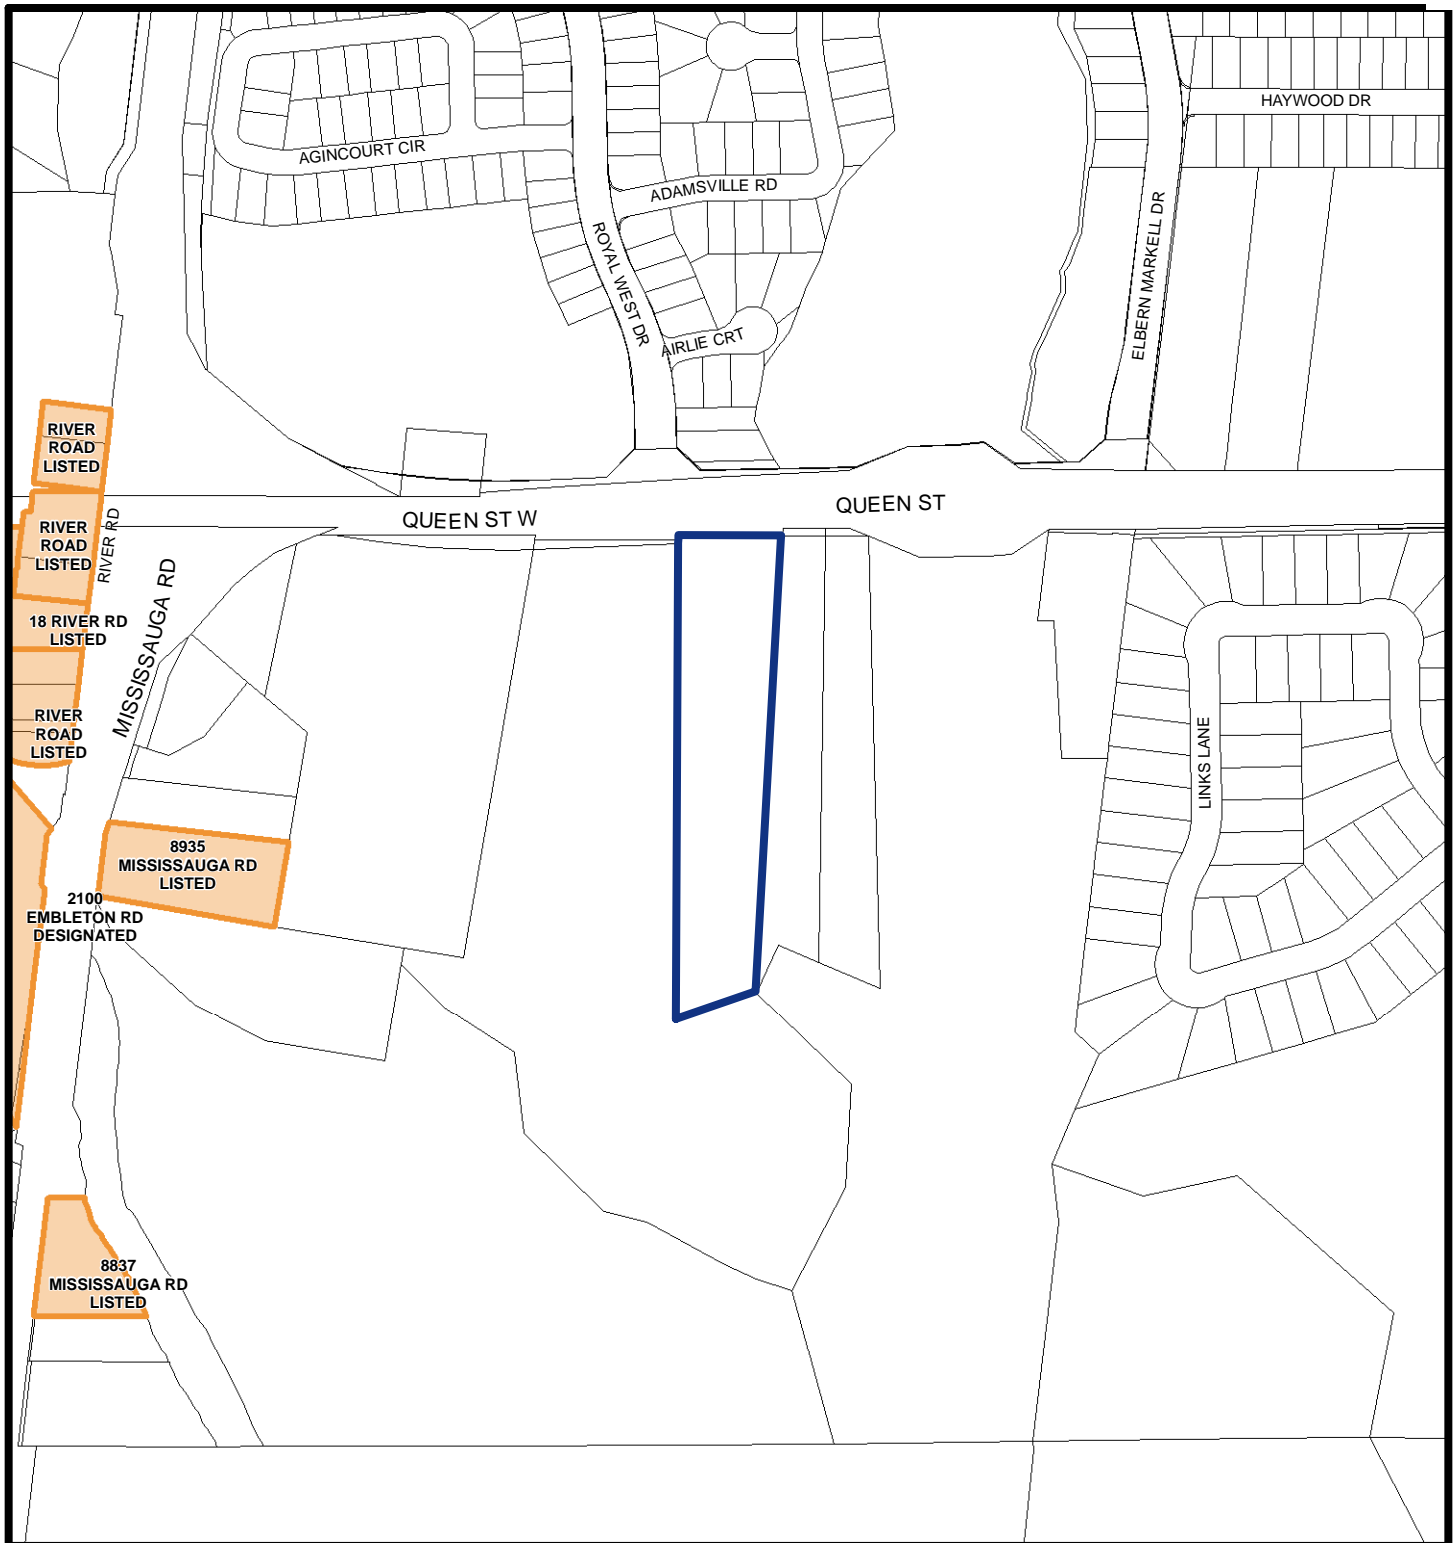 HAYWOOD DR
AGINCOURT CIR
ADAMSVILLE RD
ROYAL WEST DR
ELBERN MARKELL DR
AIRLIE CRT
RIVER
ROAD
LISTED
QUEEN ST
QUEEN ST W
RIVER
ROAD
LISTED
RIVER RD
MISSISSAUGA RD
18 RIVER RD
LISTED
RIVER
ROAD
LISTED
LINKS LANE
8935
MISSISSAUGA RD
LISTED
2100
EMBLETON RD
DESIGNATED
8837
MISSISSAUGA RD
LISTED